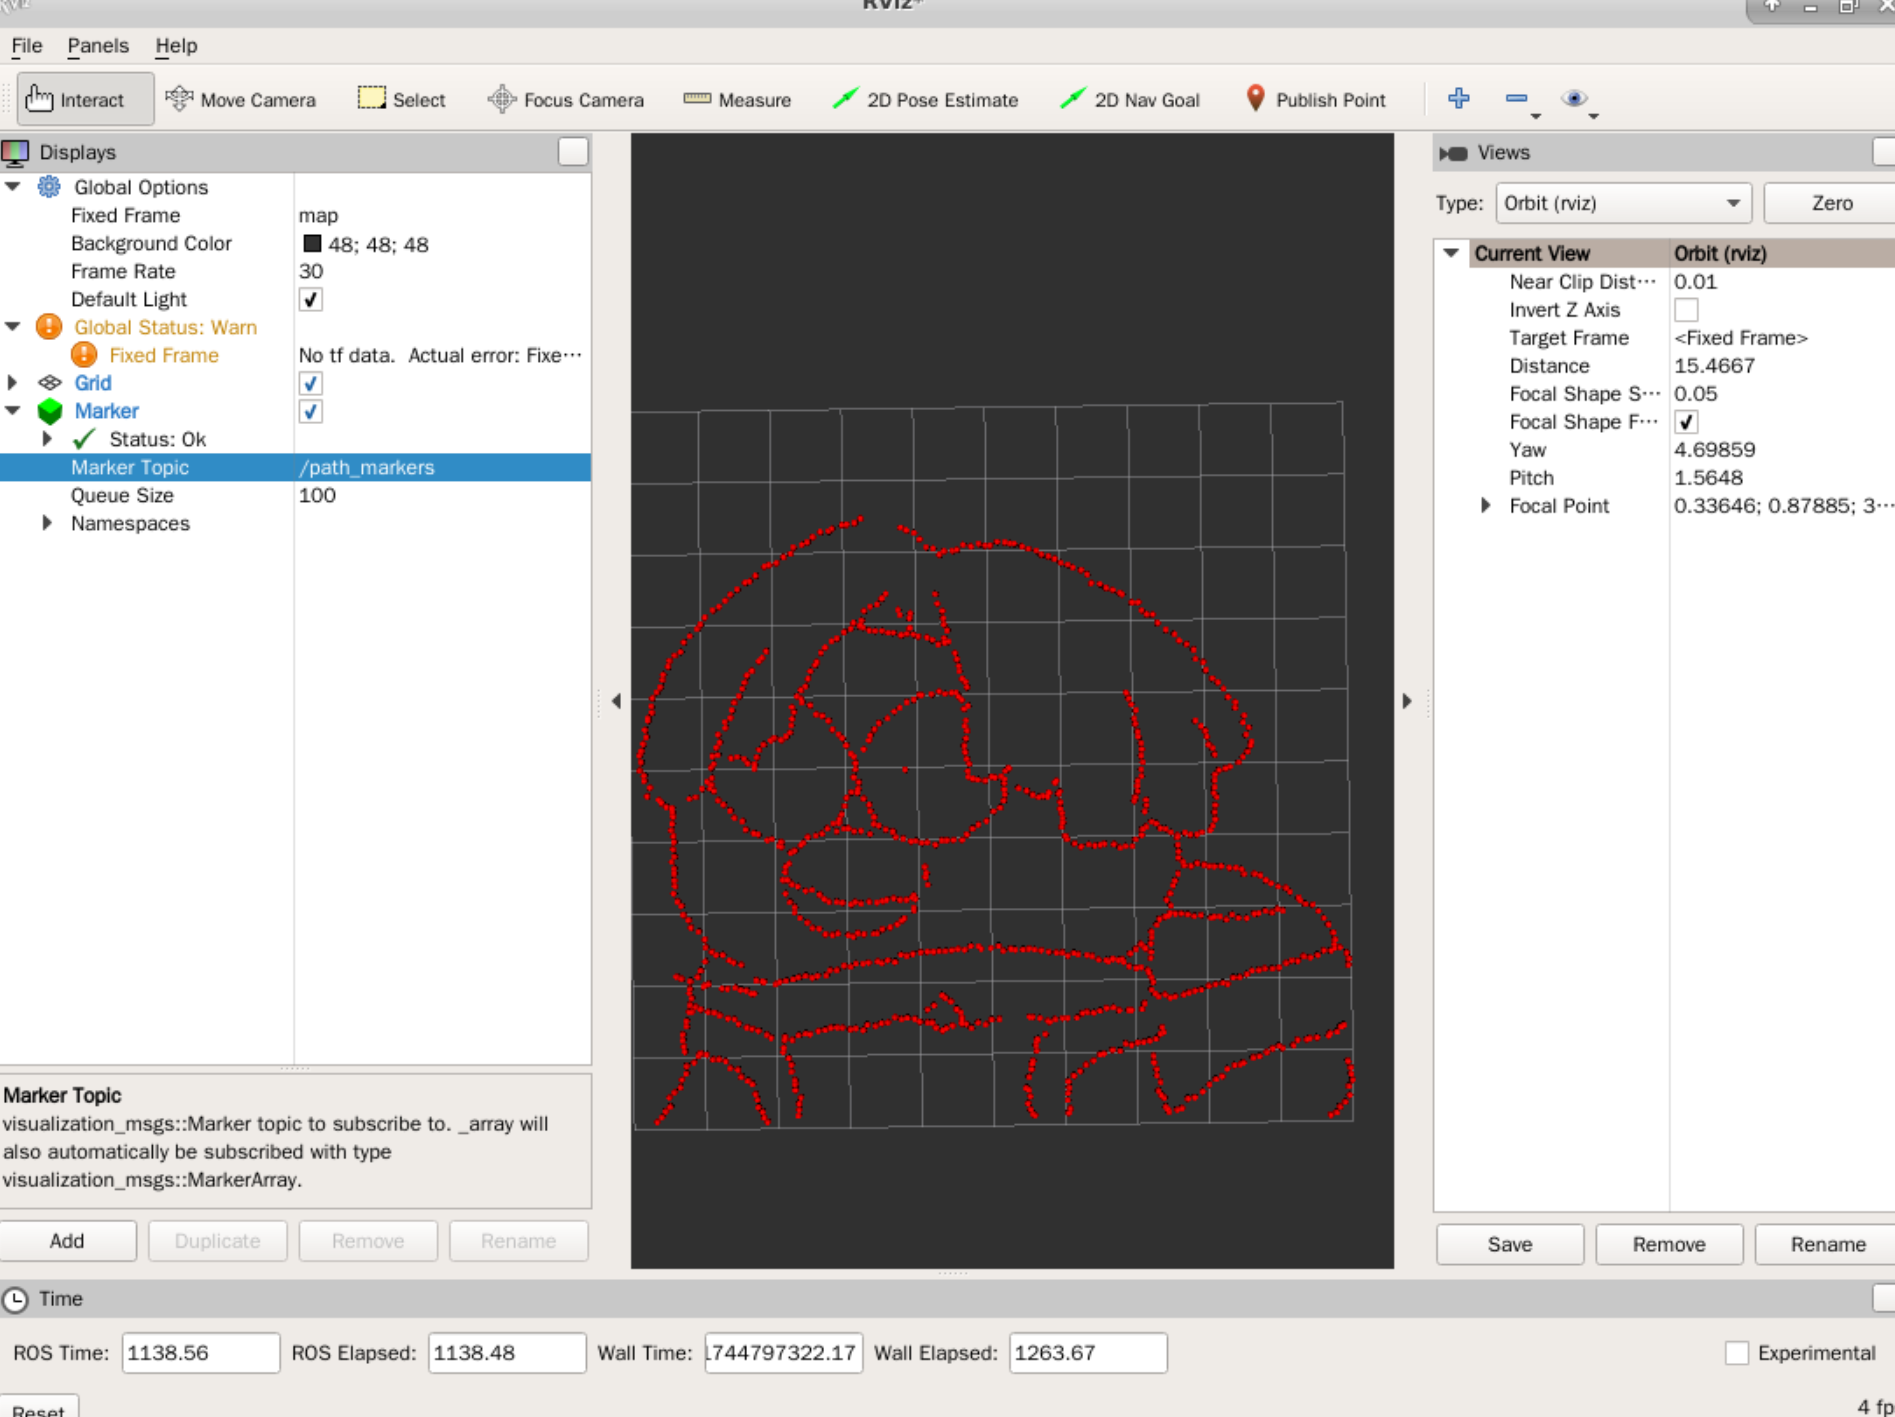 RViz*
File Panels Help
Interact Move Camera Select Focus Camera Measure 2D Pose Estimate 2D Nav Goal Publish Point
Displays
Global Options
Fixed Frame map
Background Color 48; 48; 48
Frame Rate 30
Default Light
Global Status: Warn
Fixed Frame No tf data. Actual error: Fixe···
Grid
Marker
Status: Ok
Marker Topic /path_markers
Queue Size 100
Namespaces
Marker Topic
visualization_msgs::Marker topic to subscribe to. _array will
also automatically be subscribed with type
visualization_msgs::MarkerArray.
Add Duplicate Remove Rename
Views
Type: Orbit (rviz) Zero
Current View Orbit (rviz)
Near Clip Dist··· 0.01
Invert Z Axis
Target Frame <Fixed Frame>
Distance 15.4667
Focal Shape S··· 0.05
Focal Shape F···
Yaw 4.69859
Pitch 1.5648
Focal Point 0.33646; 0.87885; 3···
Save Remove Rename
Time
ROS Time: 1138.56 ROS Elapsed: 1138.48 Wall Time: 1744797322.17 Wall Elapsed: 1263.67 Experimental
Reset 4 fp